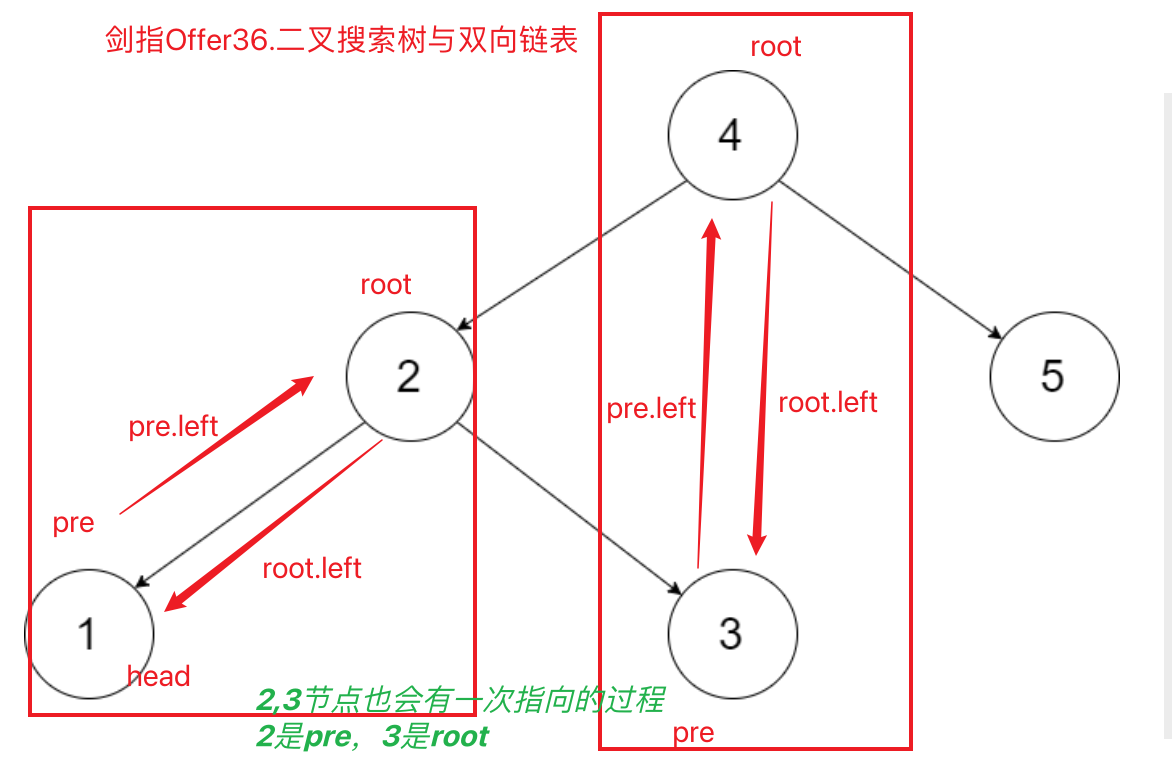 剑指Offer36.二叉搜索树与双向链表
root
4
root
2
5
pre.left
root.left
pre.left
pre
root.left
1
3
head
2,3节点也会有一次指向的过程
2是pre，3是root
pre